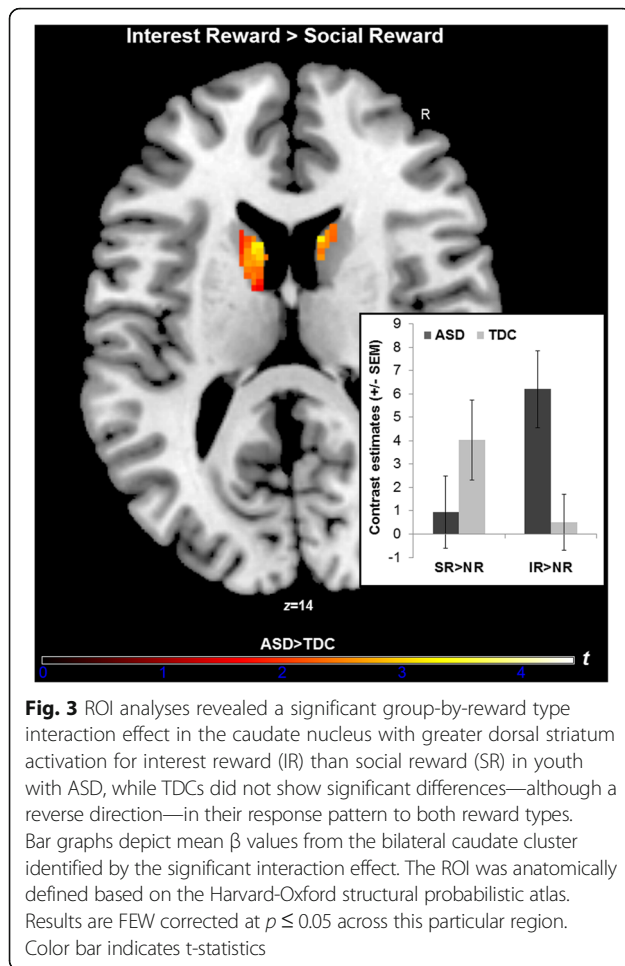 Interest Reward > Social Reward
R
9
8
7
6
5
4
3
2
1
0
-1
Contrast estimates (+/- SEM)
ASD TDC
SR>NR IR>NR
z=14
ASD>TDC
t
0 1 2 3 4
Fig. 3 ROI analyses revealed a significant group-by-reward type
interaction effect in the caudate nucleus with greater dorsal striatum
activation for interest reward (IR) than social reward (SR) in youth
with ASD, while TDCs did not show significant differences—although a
reverse direction—in their response pattern to both reward types.
Bar graphs depict mean β values from the bilateral caudate cluster
identified by the significant interaction effect. The ROI was anatomically
defined based on the Harvard-Oxford structural probabilistic atlas.
Results are FEW corrected at p ≤ 0.05 across this particular region.
Color bar indicates t-statistics